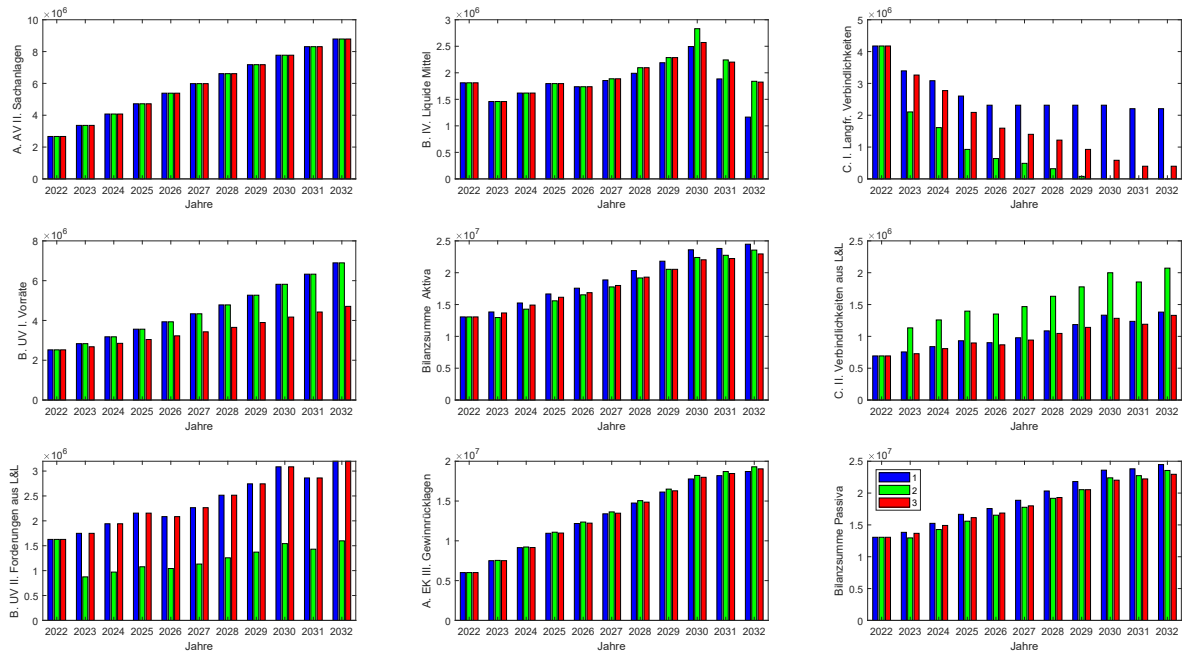 ×10^6
A. AV II. Sachanlagen
10
8
6
4
2
0
2022 2023 2024 2025 2026 2027 2028 2029 2030 2031 2032
Jahre
×10^6
B. IV. Liquide Mittel
3
2.5
2
1.5
1
0.5
0
2022 2023 2024 2025 2026 2027 2028 2029 2030 2031 2032
Jahre
×10^6
C. I. Langfr. Verbindlichkeiten
5
4
3
2
1
0
2022 2023 2024 2025 2026 2027 2028 2029 2030 2031 2032
Jahre
×10^6
B. UV I. Vorräte
8
6
4
2
0
2022 2023 2024 2025 2026 2027 2028 2029 2030 2031 2032
Jahre
×10^7
Bilanzsumme Aktiva
2.5
2
1.5
1
0.5
0
2022 2023 2024 2025 2026 2027 2028 2029 2030 2031 2032
Jahre
×10^6
C. II. Verbindlichkeiten aus L&L
2.5
2
1.5
1
0.5
0
2022 2023 2024 2025 2026 2027 2028 2029 2030 2031 2032
Jahre
×10^6
B. UV II. Forderungen aus L&L
3
2.5
2
1.5
1
0.5
0
2022 2023 2024 2025 2026 2027 2028 2029 2030 2031 2032
Jahre
×10^7
A. EK III. Gewinnrücklagen
2
1.5
1
0.5
0
2022 2023 2024 2025 2026 2027 2028 2029 2030 2031 2032
Jahre
×10^7
Bilanzsumme Passiva
2.5
2
1.5
1
0.5
0
1
2
3
2022 2023 2024 2025 2026 2027 2028 2029 2030 2031 2032
Jahre